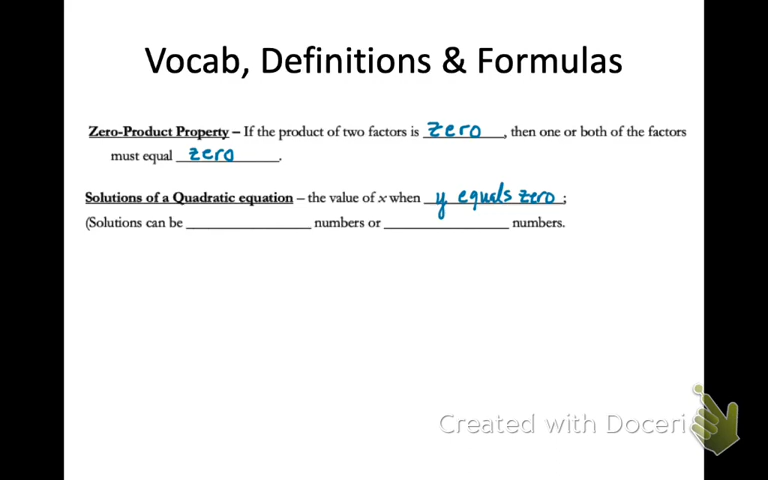 Vocab, Definitions & Formulas
Zero-Product Property – If the product of two factors is zero, then one or both of the factors
must equal zero.
Solutions of a Quadratic equation – the value of x when y equals zero;
(Solutions can be ____________ numbers or ____________ numbers.
Created with Doceri